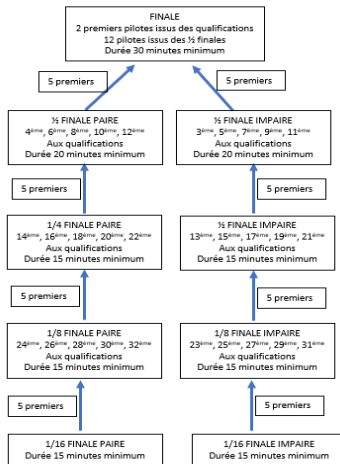 FINALE
2 premiers pilotes issus des qualifications
12 pilotes issus des ½ finales
Durée 30 minutes minimum
5 premiers
5 premiers
½ FINALE PAIRE
4ème, 6ème, 8ème, 10ème, 12ème
Aux qualifications
Durée 20 minutes minimum
½ FINALE IMPAIRE
3ème, 5ème, 7ème, 9ème, 11ème
Aux qualifications
Durée 20 minutes minimum
5 premiers
5 premiers
1/4 FINALE PAIRE
14ème, 16ème, 18ème, 20ème, 22ème
Aux qualifications
Durée 15 minutes minimum
½ FINALE IMPAIRE
13ème, 15ème, 17ème, 19ème, 21ème
Aux qualifications
Durée 15 minutes minimum
5 premiers
5 premiers
1/8 FINALE PAIRE
24ème, 26ème, 28ème, 30ème, 32ème
Aux qualifications
Durée 15 minutes minimum
1/8 FINALE IMPAIRE
23ème, 25ème, 27ème, 29ème, 31ème
Aux qualifications
Durée 15 minutes minimum
5 premiers
5 premiers
1/16 FINALE PAIRE
Durée 15 minutes minimum
1/16 FINALE IMPAIRE
Durée 15 minutes minimum